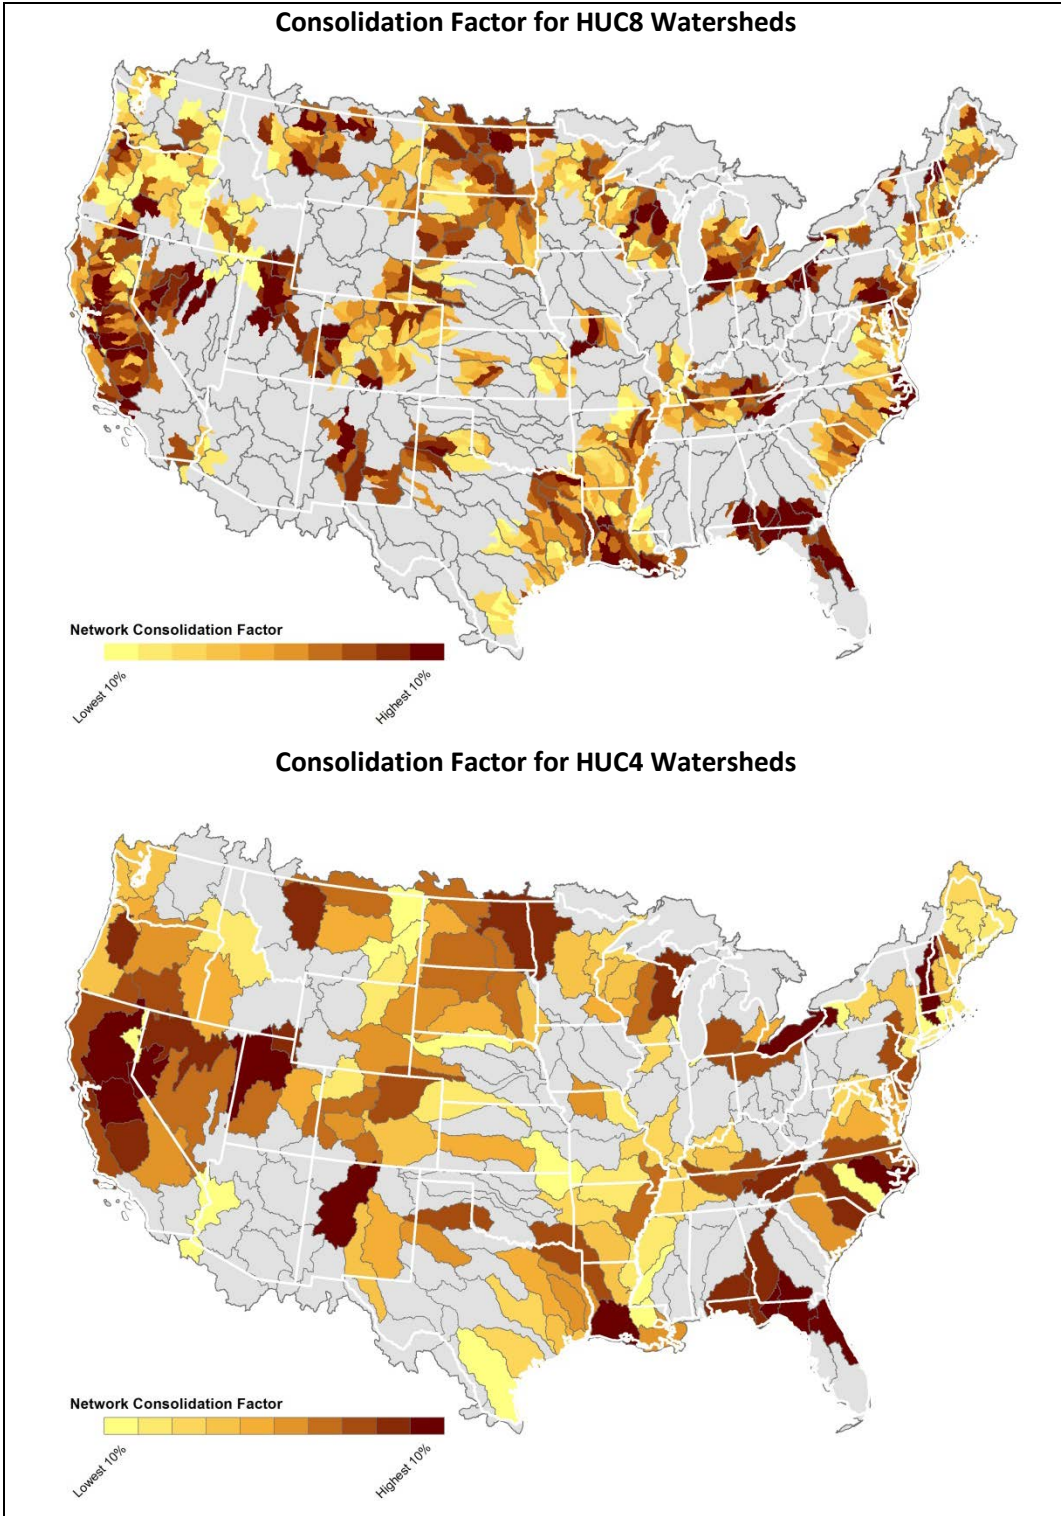 Consolidation Factor for HUC8 Watersheds
Network Consolidation Factor
Lowest 10%
Highest 10%
Consolidation Factor for HUC4 Watersheds
Network Consolidation Factor
Lowest 10%
Highest 10%